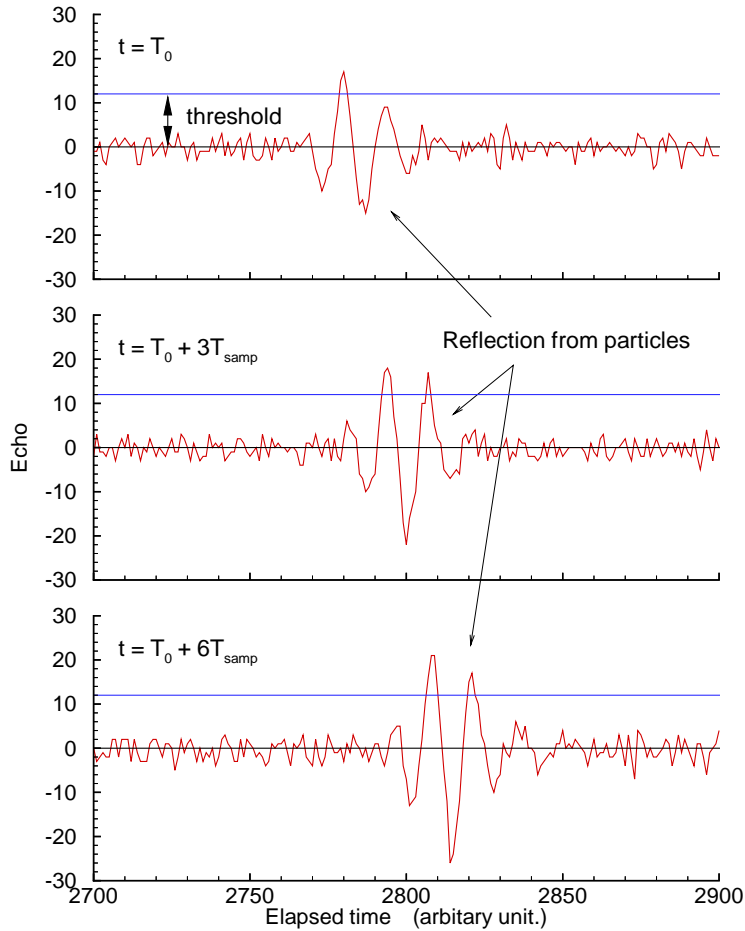 30
t = T0
20
10
threshold
0
-10
-20
-30
30
t = T0 + 3Tsamp
Reflection from particles
20
10
0
-10
-20
-30
Echo
30
t = T0 + 6Tsamp
20
10
0
-10
-20
-30
2700 2750 2800 2850 2900
Elapsed time (arbitary unit.)